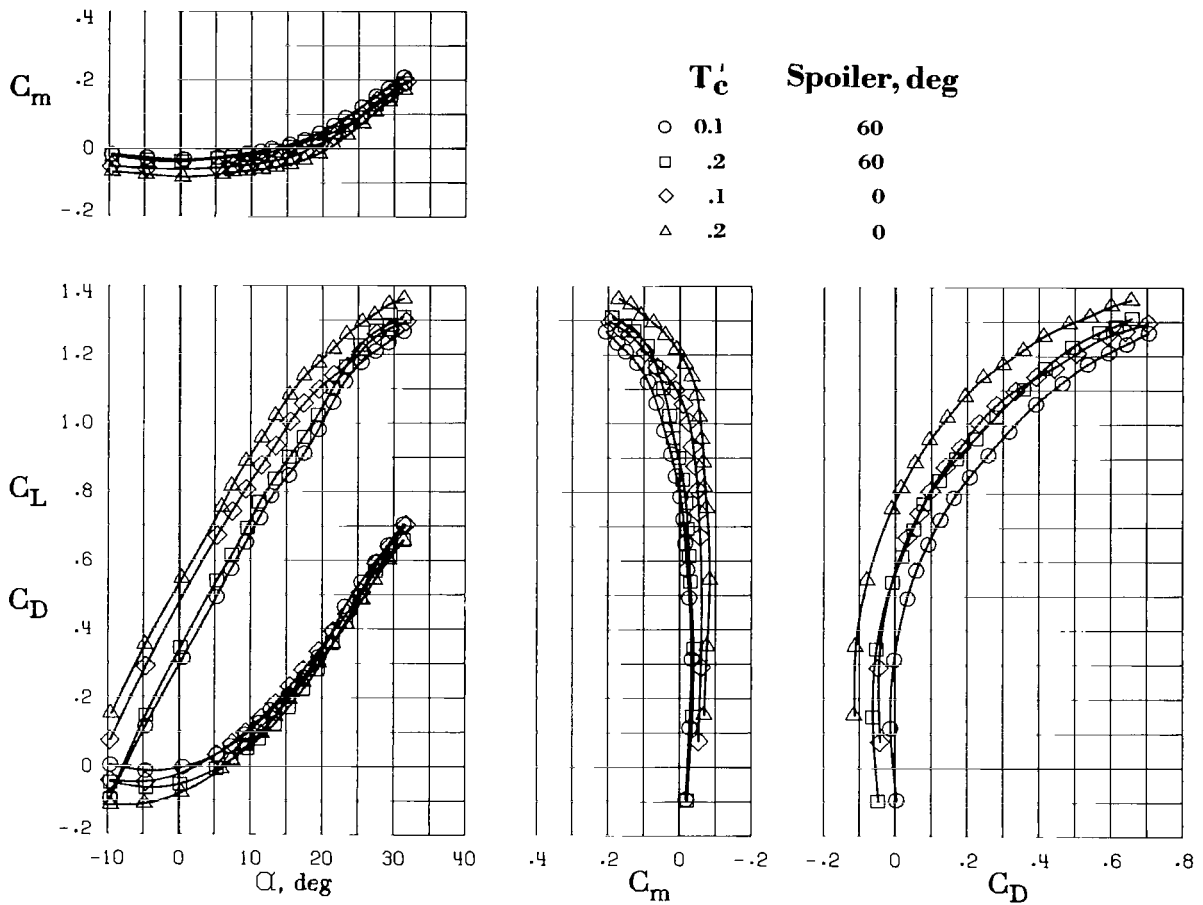 .4
.2
0
-.2
C_m
T_c' Spoiler, deg
○ 0.1 60
□ .2 60
◇ .1 0
△ .2 0
1.4
1.2
1.0
.8
.6
.4
.2
0
-.2
C_L
C_D
-10 0 10 20 30 40
α, deg
.4 .2 0 -.2
C_m
-.2 0 .2 .4 .6 .8
C_D